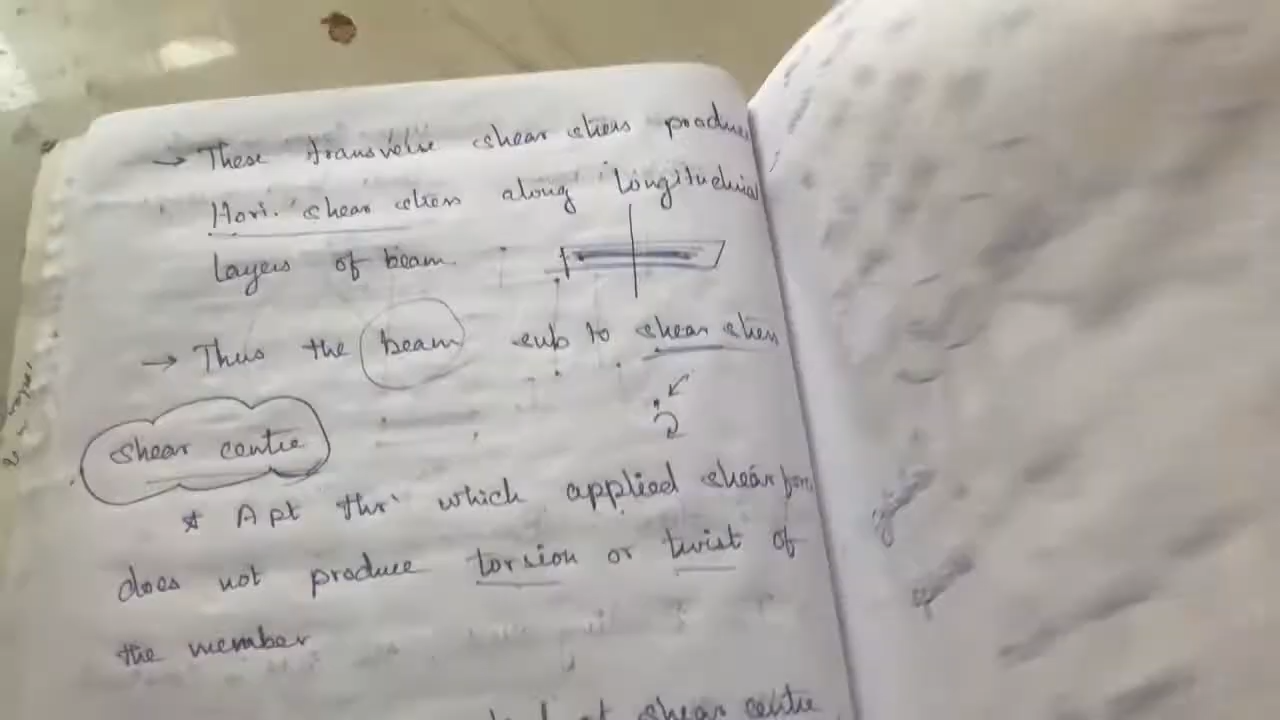 → These transverse shear stress produce
Hori. shear stress along longitudinal
layers of beam
→ Thus the beam sub to shear stress
shear centre
* A pt thr' which applied shear force
does not produce torsion or twist of
the member
at shear centre